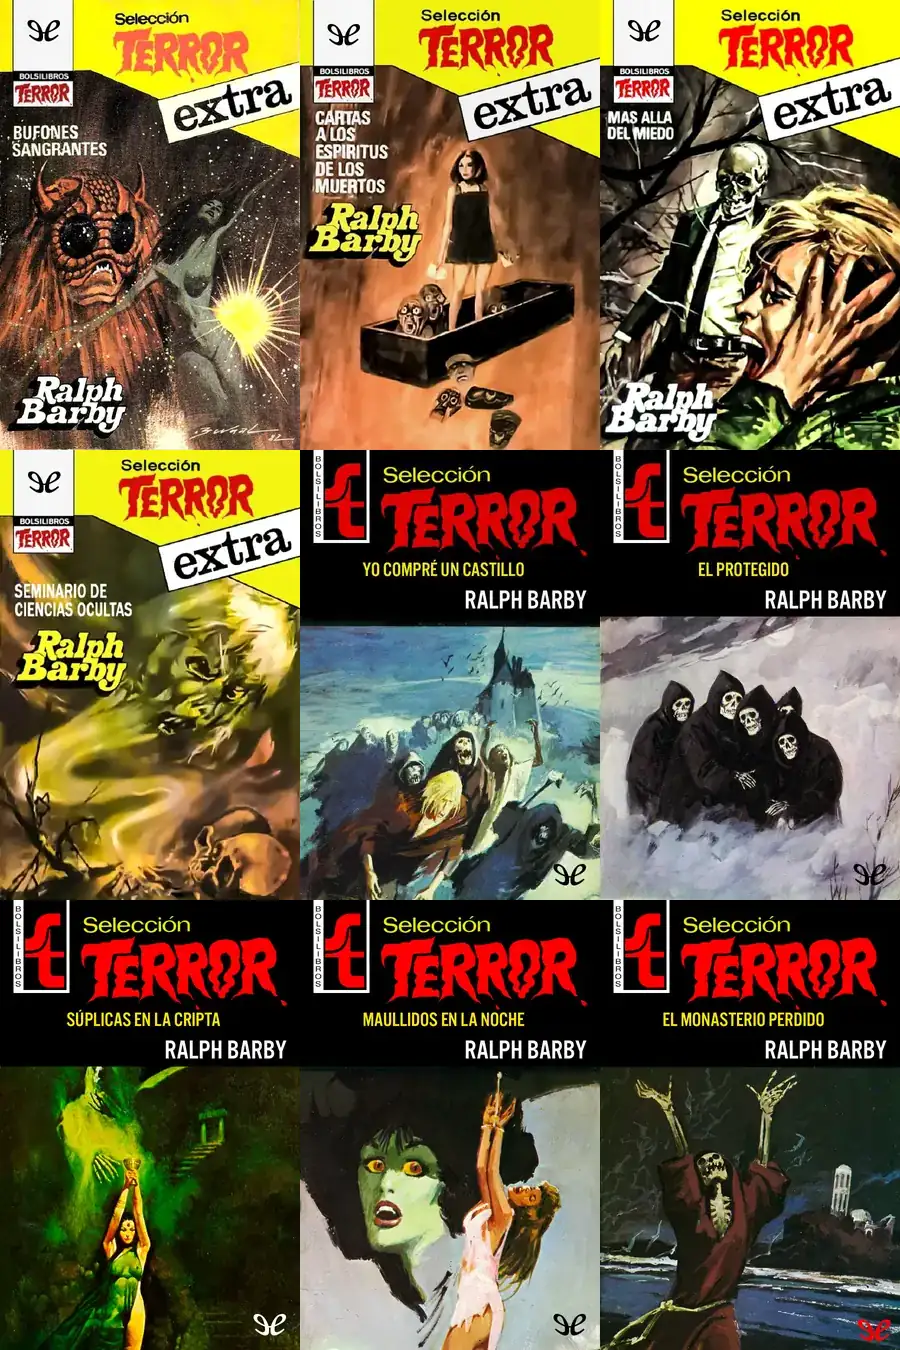 Selección
TERROR
extra
BOLSILIBROS
TERROR
BUFONES
SANGRANTES
Ralph
Barby
Selección
TERROR
extra
BOLSILIBROS
TERROR
CARTAS
A LOS
ESPIRITUS
DE LOS
MUERTOS
Ralph
Barby
Selección
TERROR
extra
BOLSILIBROS
TERROR
MAS ALLA
DEL MIEDO
Ralph
Barby
Selección
TERROR
extra
BOLSILIBROS
TERROR
SEMINARIO DE
CIENCIAS OCULTAS
Ralph
Barby
BOLSILIBROS
Selección
TERROR
YO COMPRÉ UN CASTILLO
RALPH BARBY
BOLSILIBROS
Selección
TERROR
EL PROTEGIDO
RALPH BARBY
BOLSILIBROS
Selección
TERROR
SÚPLICAS EN LA CRIPTA
RALPH BARBY
BOLSILIBROS
Selección
TERROR
MAULLIDOS EN LA NOCHE
RALPH BARBY
BOLSILIBROS
Selección
TERROR
EL MONASTERIO PERDIDO
RALPH BARBY